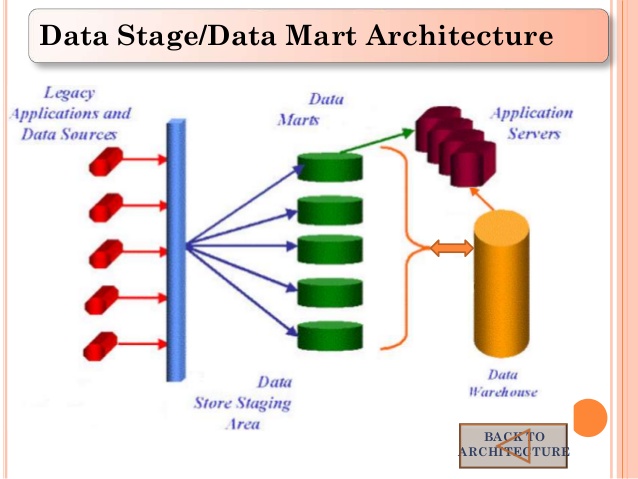 Data Stage/Data Mart Architecture
Legacy
Applications and
Data Sources
Data
Marts
Application
Servers
Data
Store Staging
Area
Data
Warehouse
BACK TO
ARCHITECTURE